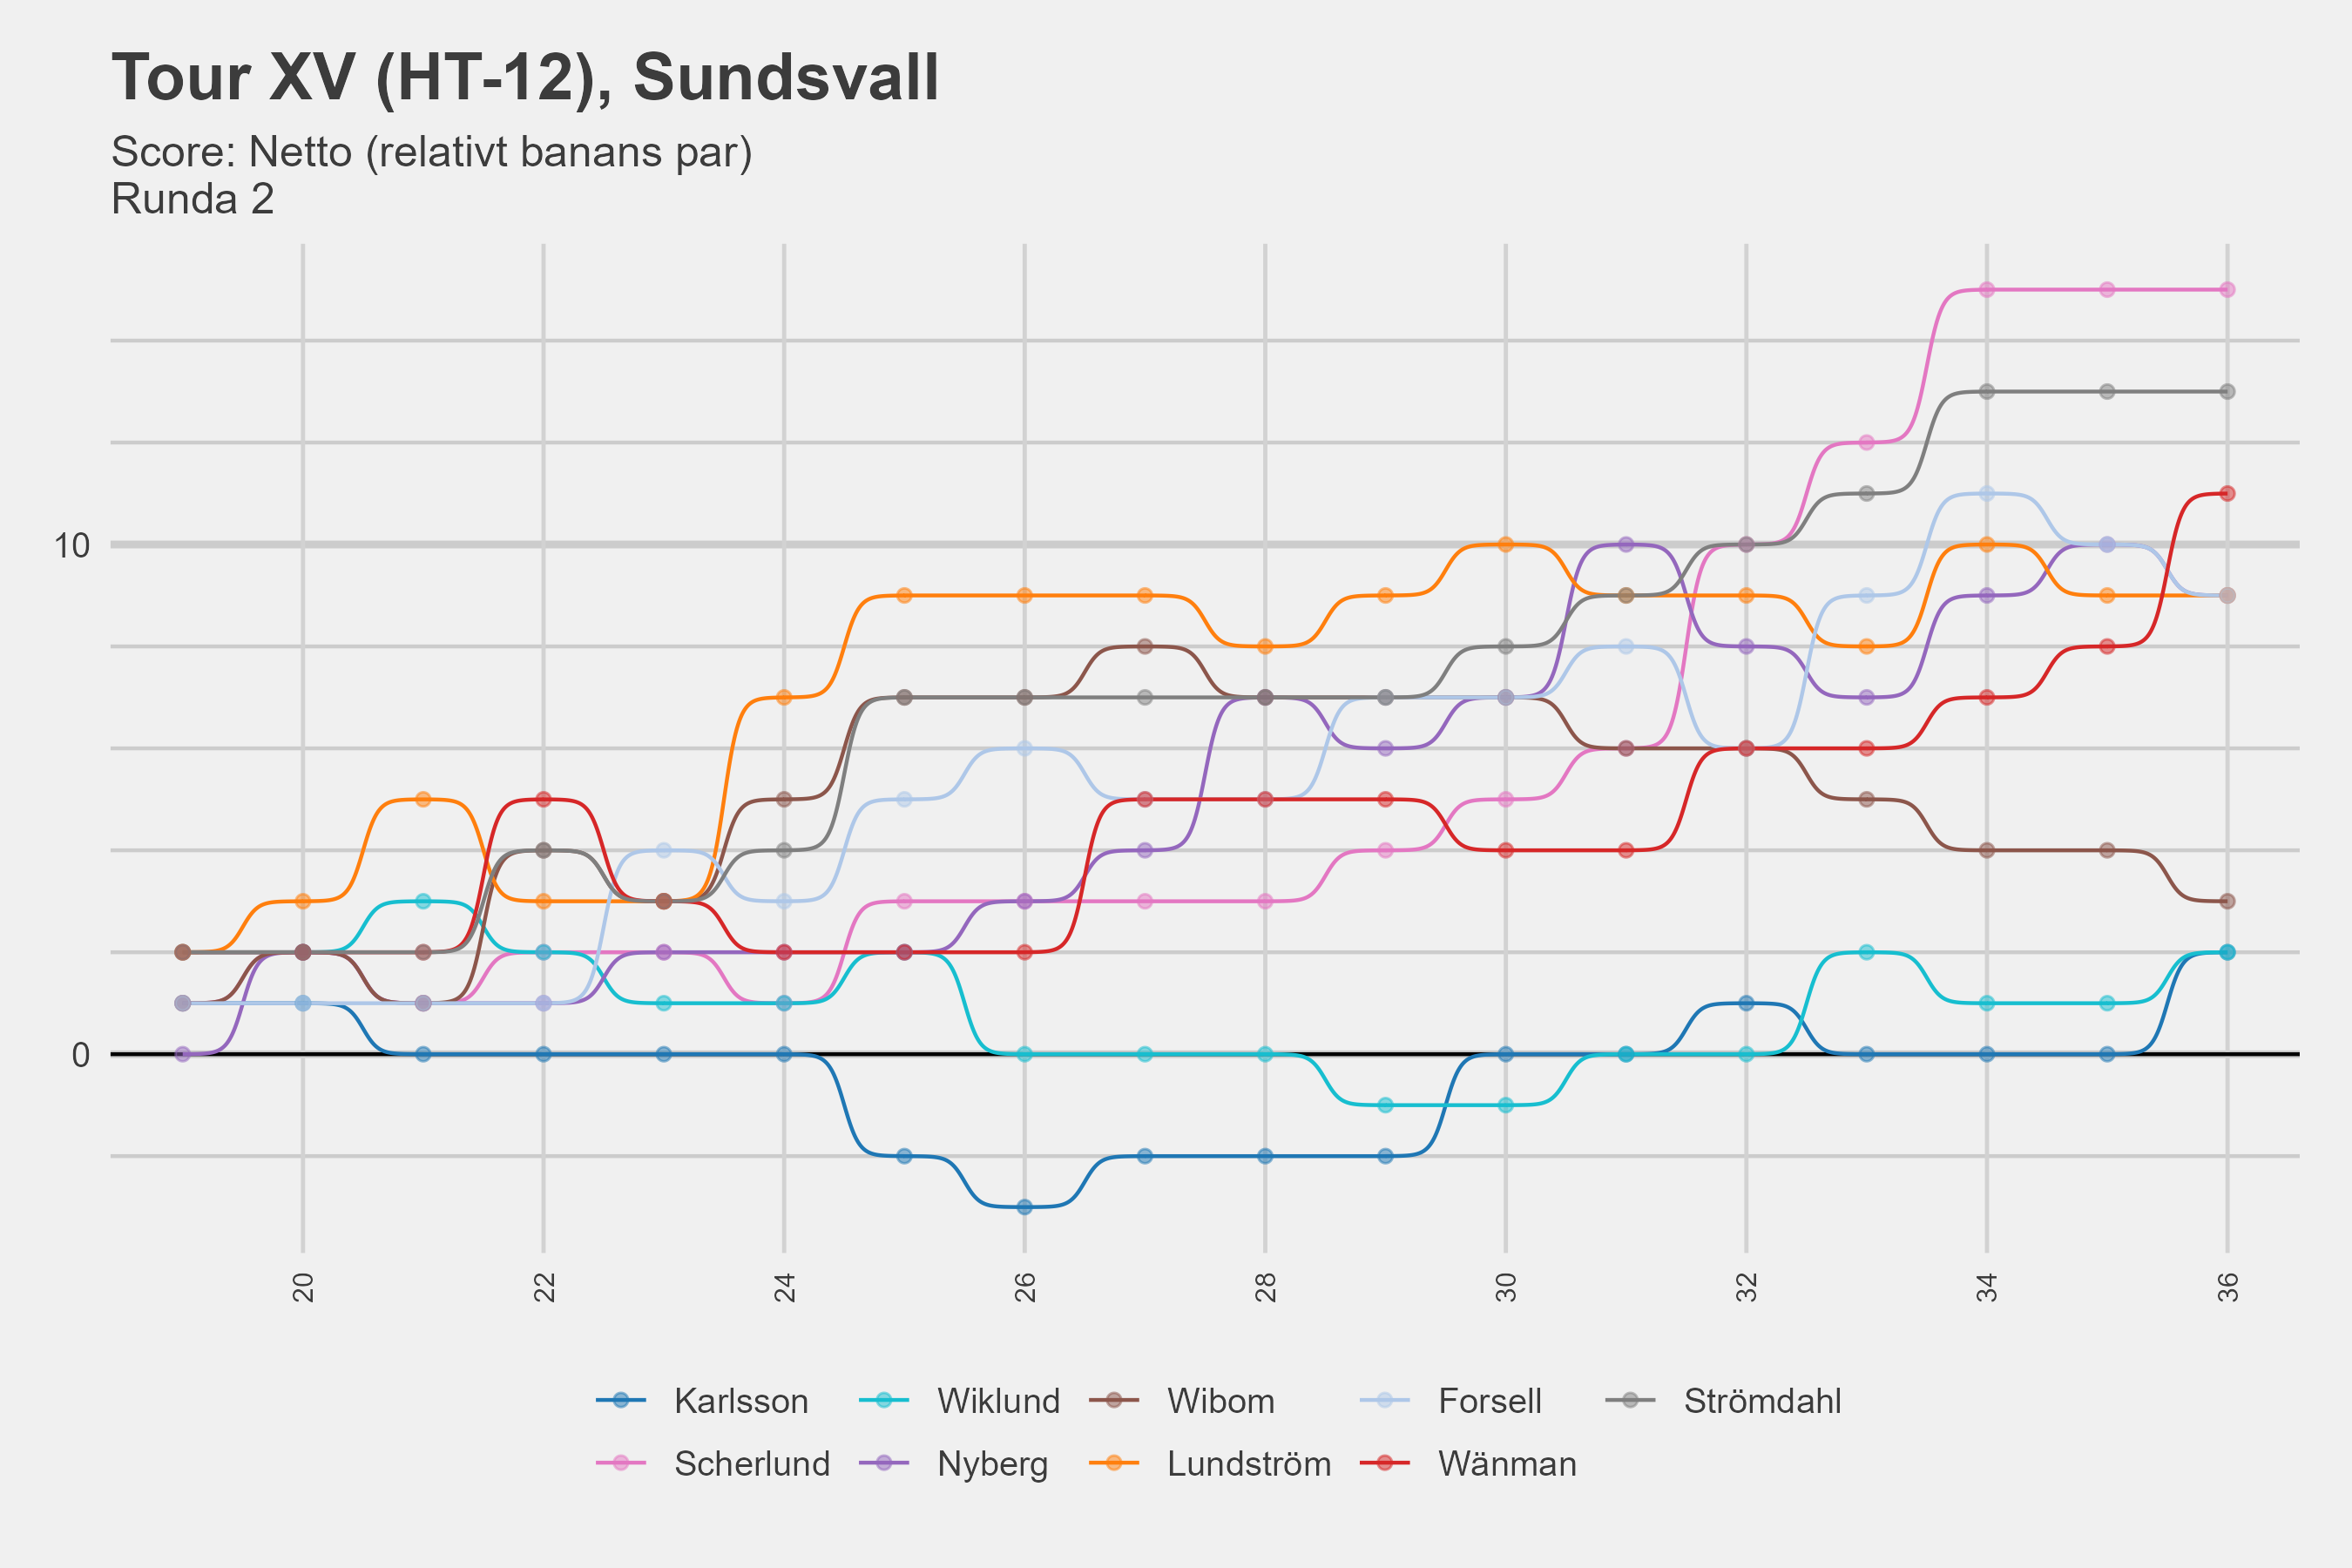 Tour XV (HT-12), Sundsvall
Score: Netto (relativt banans par)
Runda 2
10
0
20 22 24 26 28 30 32 34 36
Karlsson Wiklund Wibom Forsell Strömdahl
Scherlund Nyberg Lundström Wänman